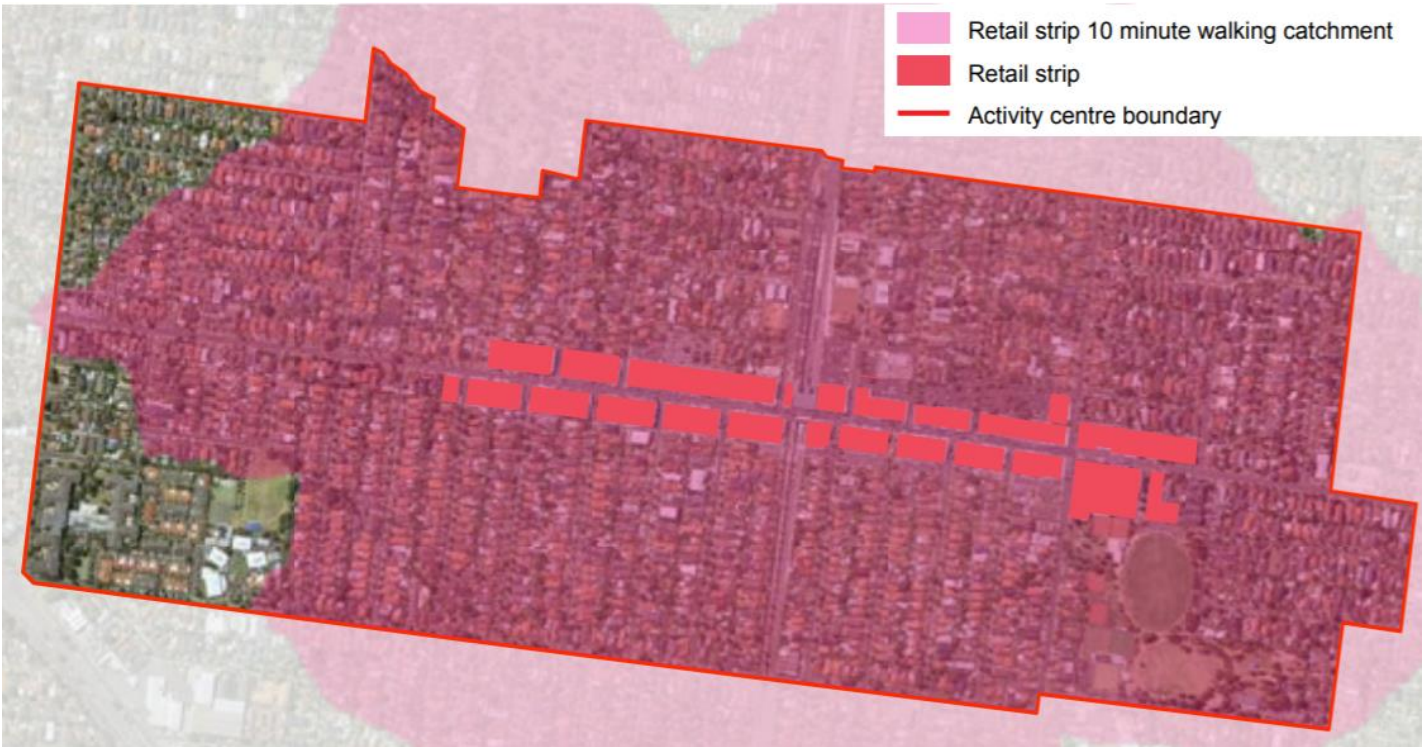 Retail strip 10 minute walking catchment
Retail strip
Activity centre boundary